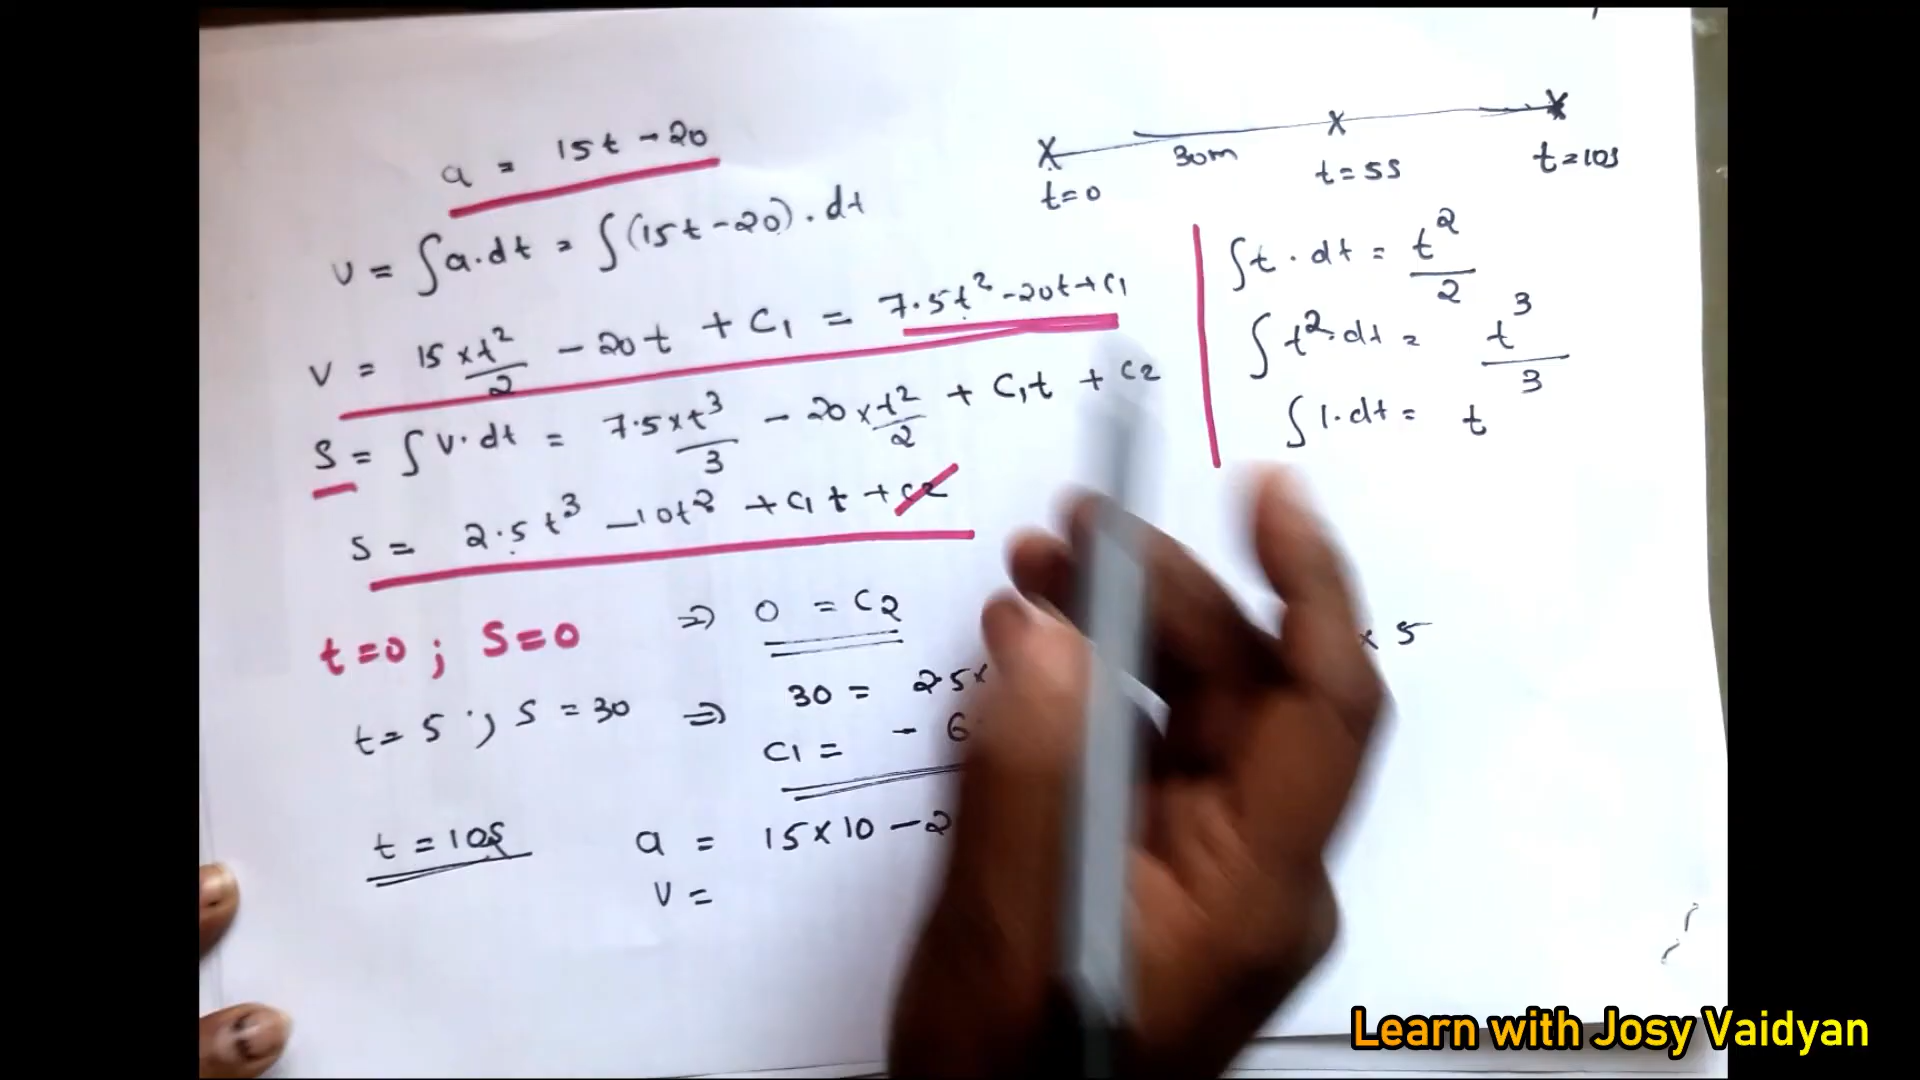 a = 15t - 20
v = ∫a.dt = ∫(15t - 20).dt
v = 15 × t²/2 - 20t + C1 = 7.5t² - 20t + C1
S = ∫v.dt = 7.5 × t³/3 - 20 × t²/2 + C1t + C2
S = 2.5t³ - 10t² + C1t + C2
t=0 ; S=0 ⇒ 0 = C2
t= 5 ; S = 30 ⇒ 30 = 2.5× × 5
C1 = - 6
t = 10s a = 15×10 - 2
v =
30m
t=0 t=5s t=10s
∫t.dt = t²/2
∫t².dt = t³/3
∫1.dt = t
Learn with Josy Vaidyan